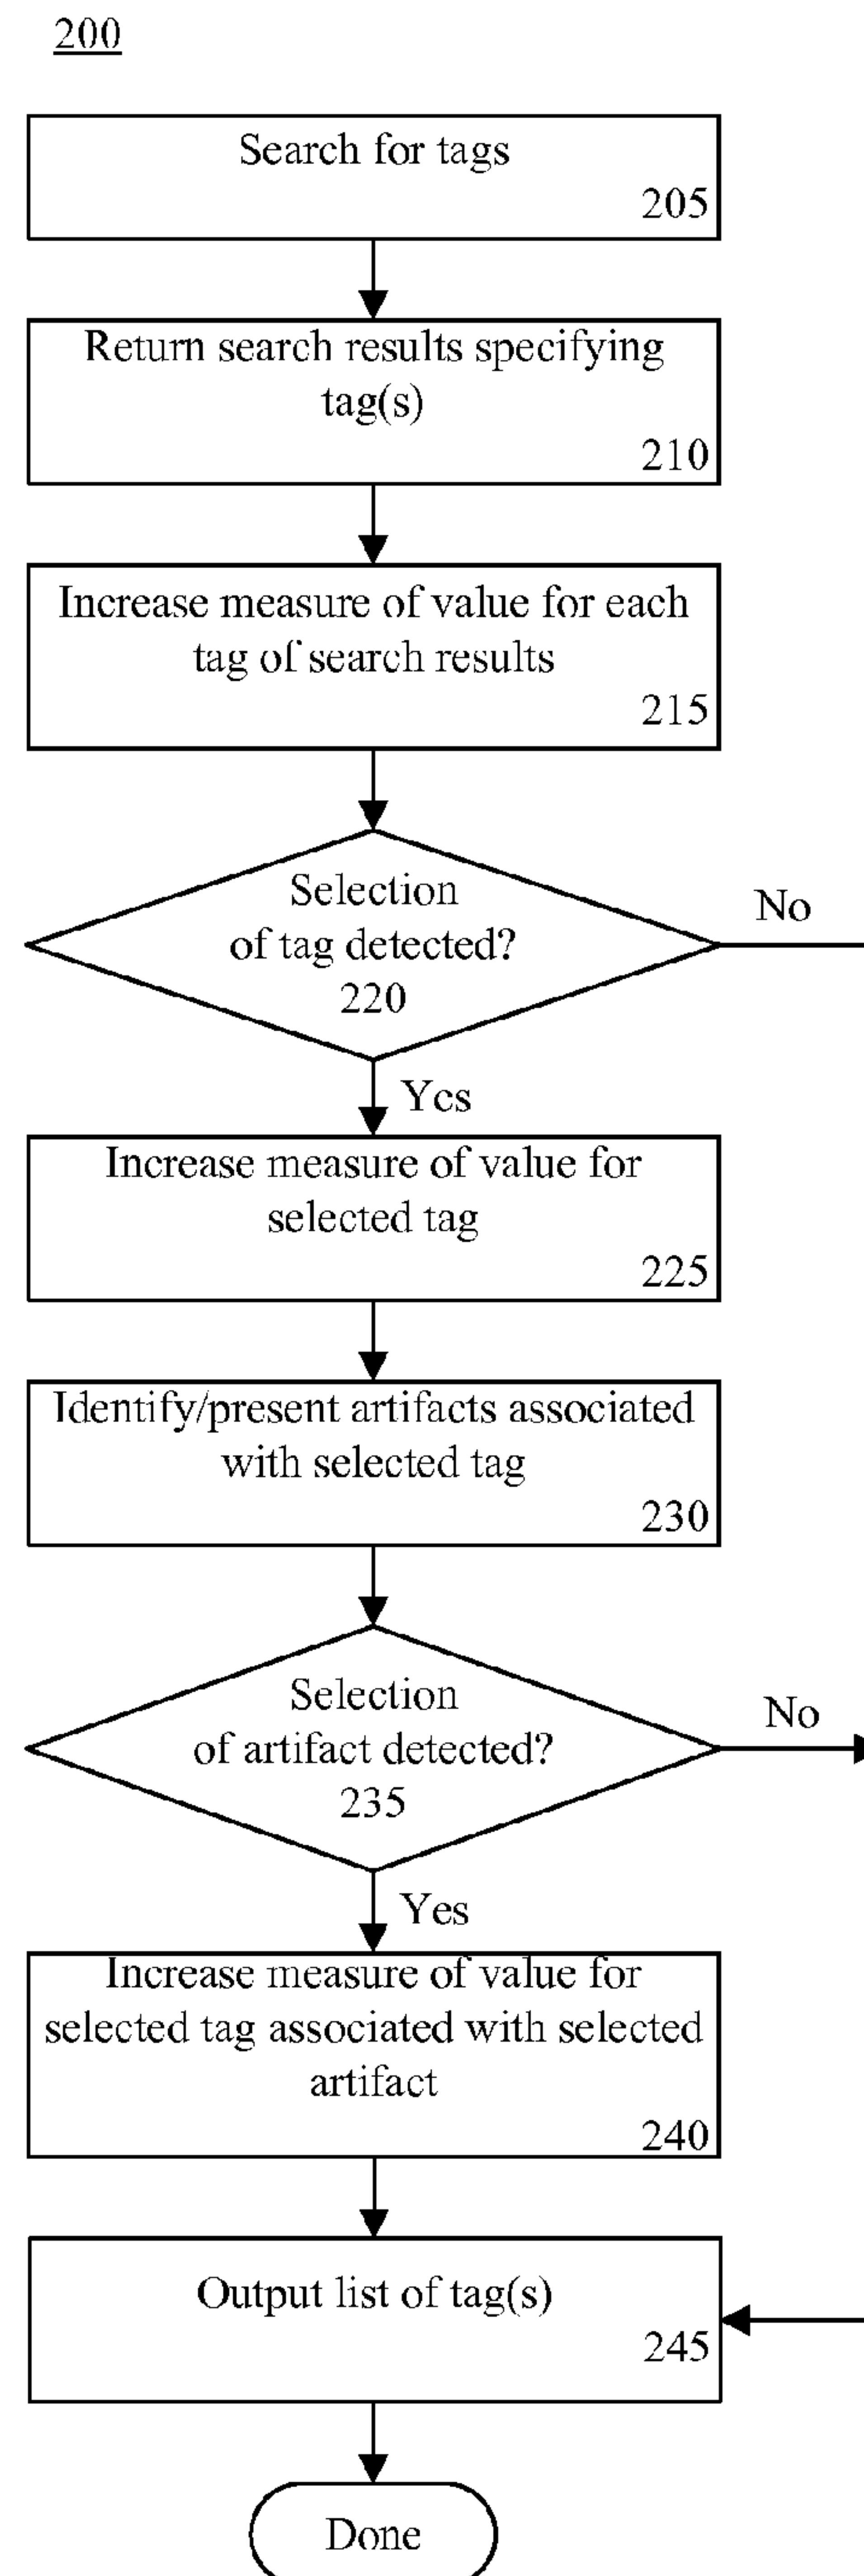 200
Search for tags
205
Return search results specifying
tag(s)
210
Increase measure of value for each
tag of search results
215
Selection
of tag detected?
220
No
Yes
Increase measure of value for
selected tag
225
Identify/present artifacts associated
with selected tag
230
Selection
of artifact detected?
235
No
Yes
Increase measure of value for
selected tag associated with selected
artifact
240
Output list of tag(s)
245
Done